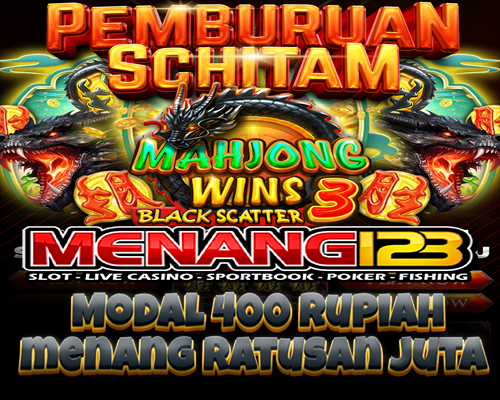 PEMBURUAN
SCHITAM
MAHJONG
WINS 3
BLACK SCATTER
MENANG123
SLOT - LIVE CASINO - SPORTBOOK - POKER - FISHING
MODAL 400 RUPIAH
MENANG RATUSAN JUTA